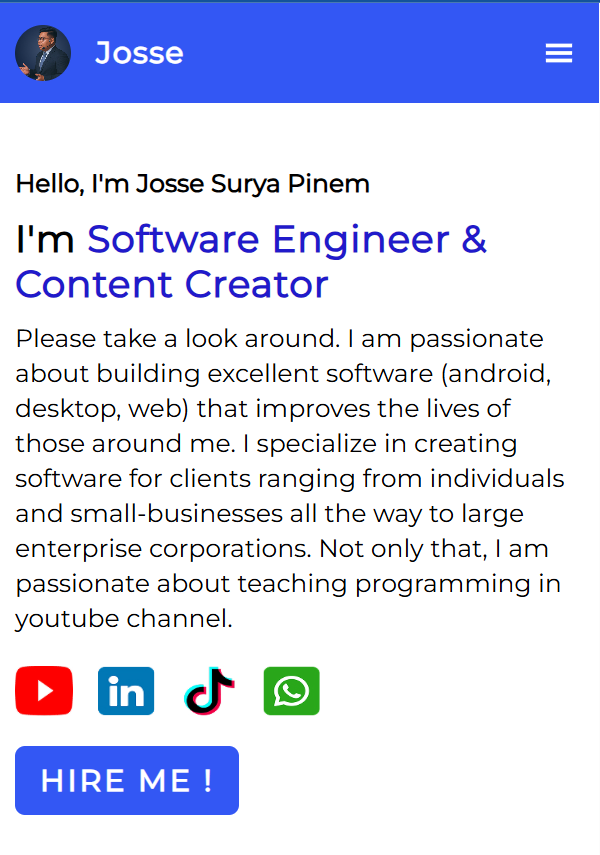 Josse
Hello, I'm Josse Surya Pinem
I'm Software Engineer &
Content Creator
Please take a look around. I am passionate
about building excellent software (android,
desktop, web) that improves the lives of
those around me. I specialize in creating
software for clients ranging from individuals
and small-businesses all the way to large
enterprise corporations. Not only that, I am
passionate about teaching programming in
youtube channel.
in
HIRE ME !